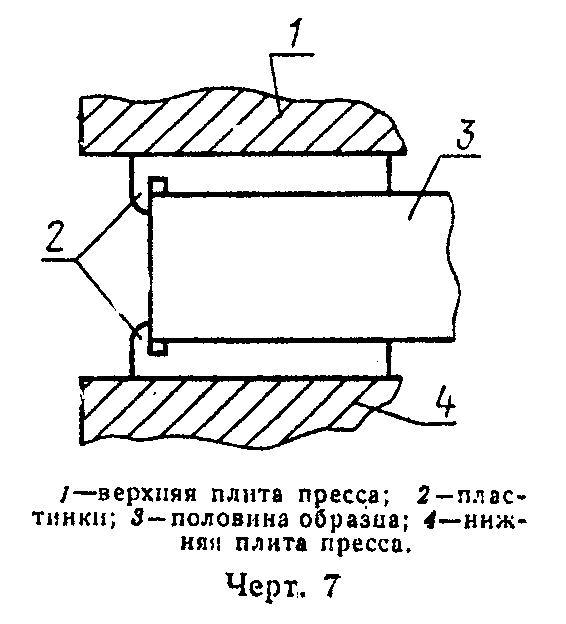 1
3
2
4
1—верхняя плита пресса; 2—плас-
тинки; 3—половина образца; 4—ниж-
няя плита пресса.
Черт. 7